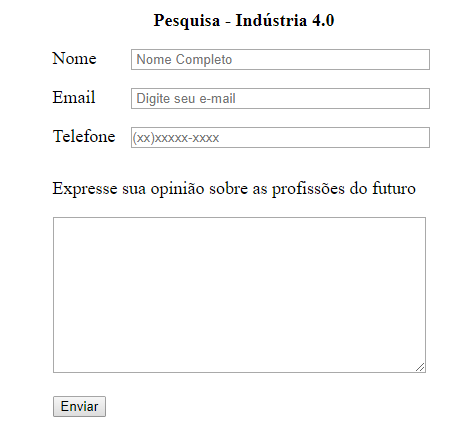 Pesquisa - Indústria 4.0
Nome Nome Completo
Email Digite seu e-mail
Telefone (xx)xxxxx-xxxx
Expresse sua opinião sobre as profissões do futuro
Enviar